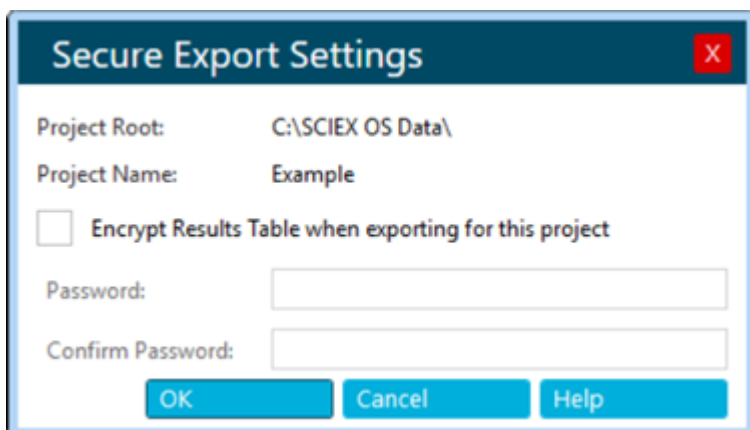 Secure Export Settings X
Project Root: C:\SCIEX OS Data\
Project Name: Example
Encrypt Results Table when exporting for this project
Password:
Confirm Password:
OK Cancel Help